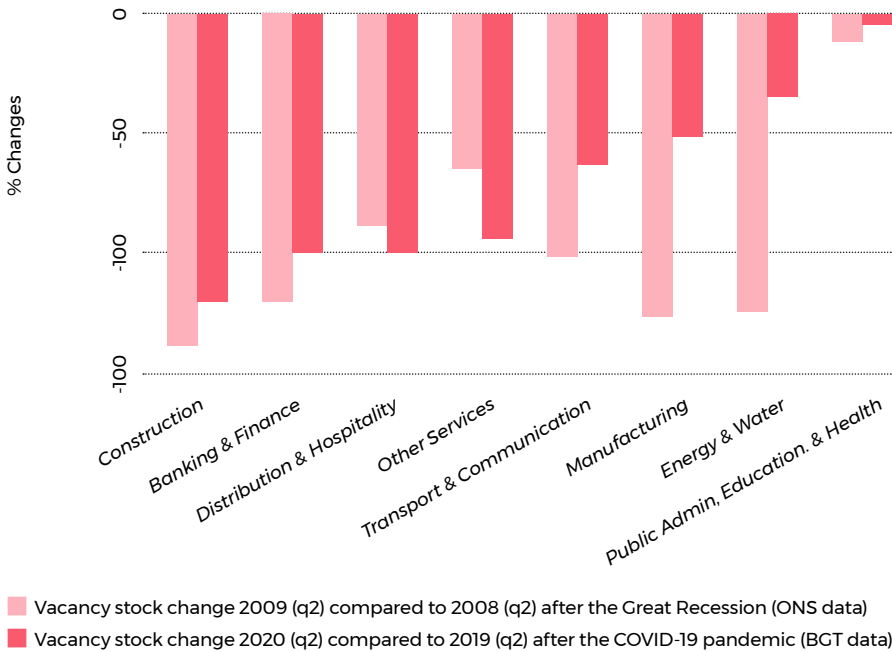 0
% Changes
-50
-100
-100
Construction
Banking & Finance
Distribution & Hospitality
Other Services
Transport & Communication
Manufacturing
Energy & Water
Public Admin, Education. & Health
Vacancy stock change 2009 (q2) compared to 2008 (q2) after the Great Recession (ONS data)
Vacancy stock change 2020 (q2) compared to 2019 (q2) after the COVID-19 pandemic (BGT data)